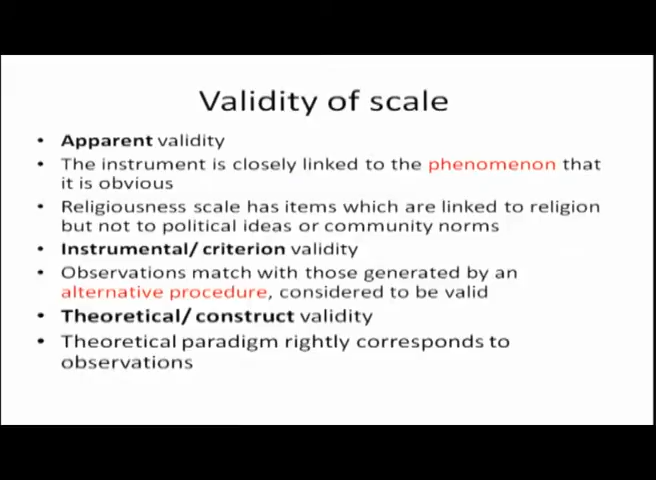 Validity of scale
• Apparent validity
• The instrument is closely linked to the phenomenon that
it is obvious
• Religiousness scale has items which are linked to religion
but not to political ideas or community norms
• Instrumental/ criterion validity
• Observations match with those generated by an
alternative procedure, considered to be valid
• Theoretical/ construct validity
• Theoretical paradigm rightly corresponds to
observations